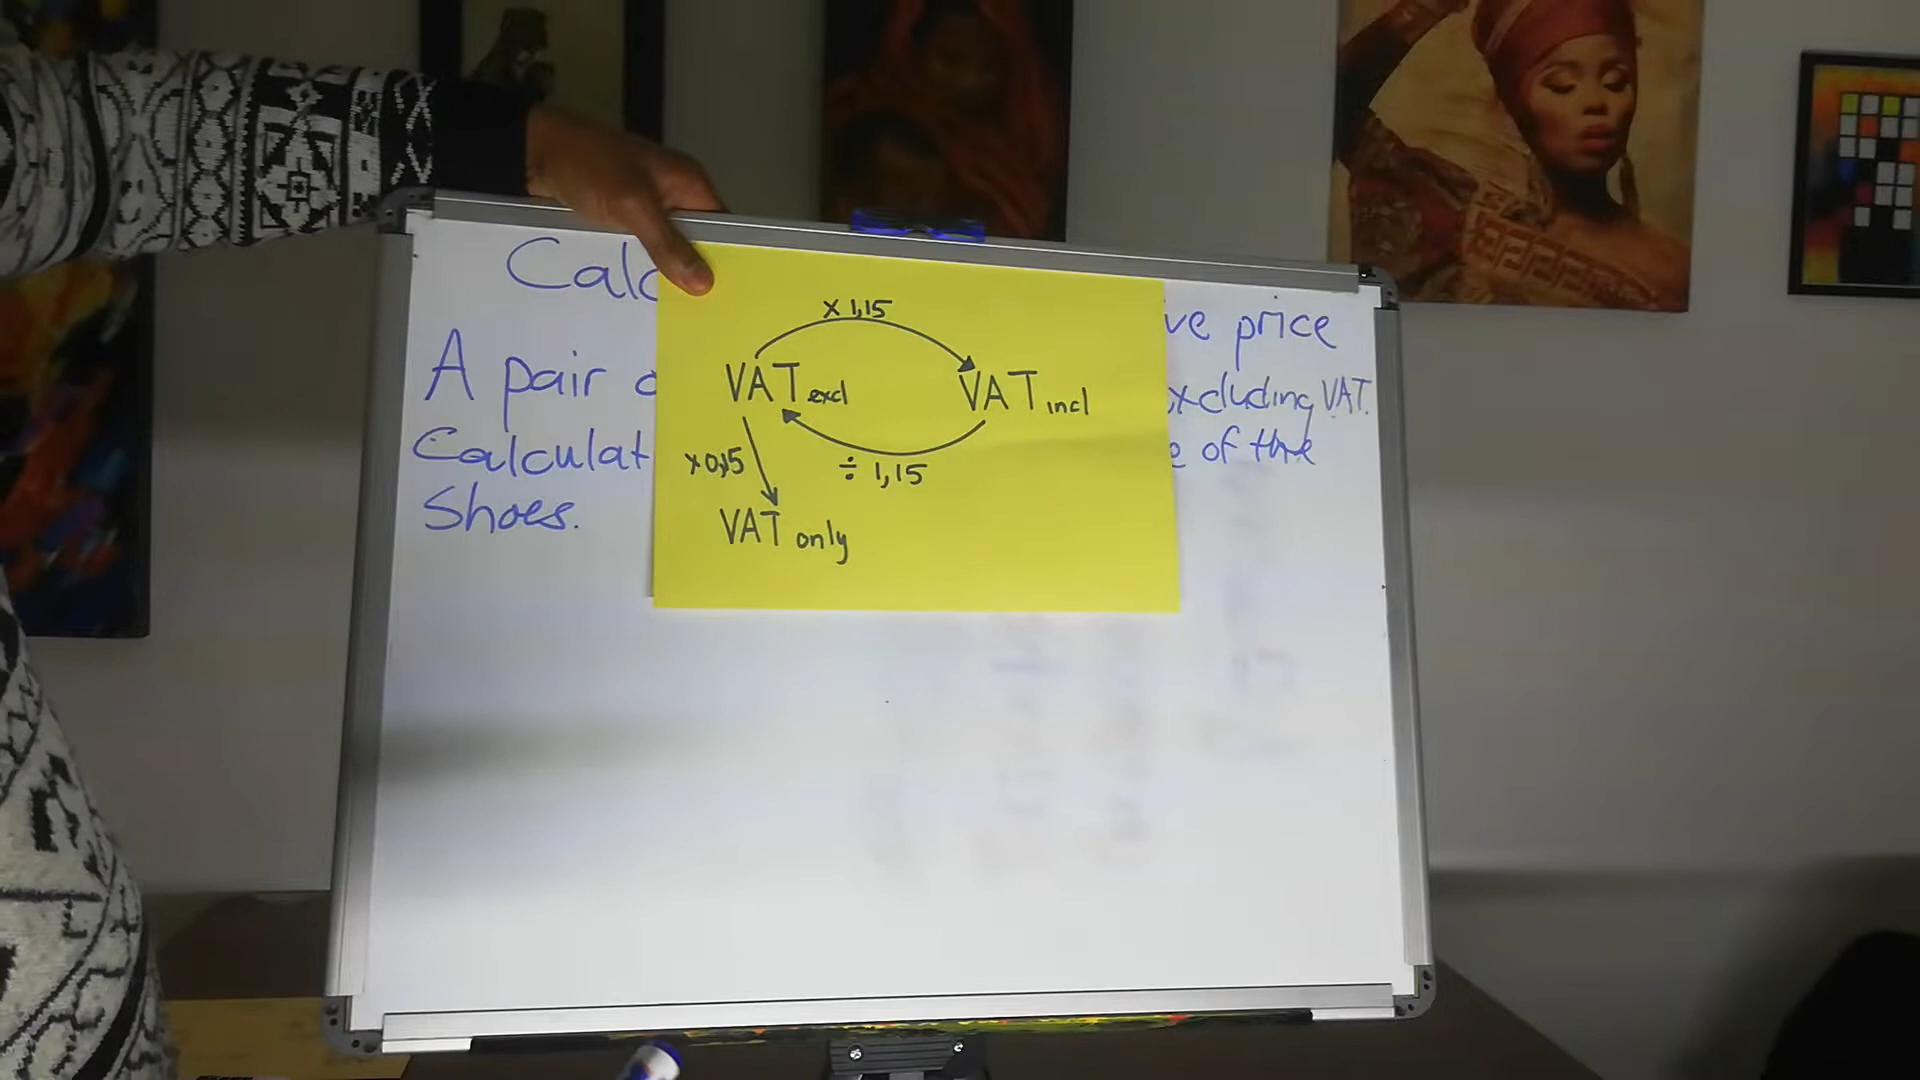 Calc
ve price
A pair
excluding VAT.
Calculat
e of the
Shoes.
x 1,15
VAT excl
VAT incl
x 0,15
÷ 1,15
VAT only